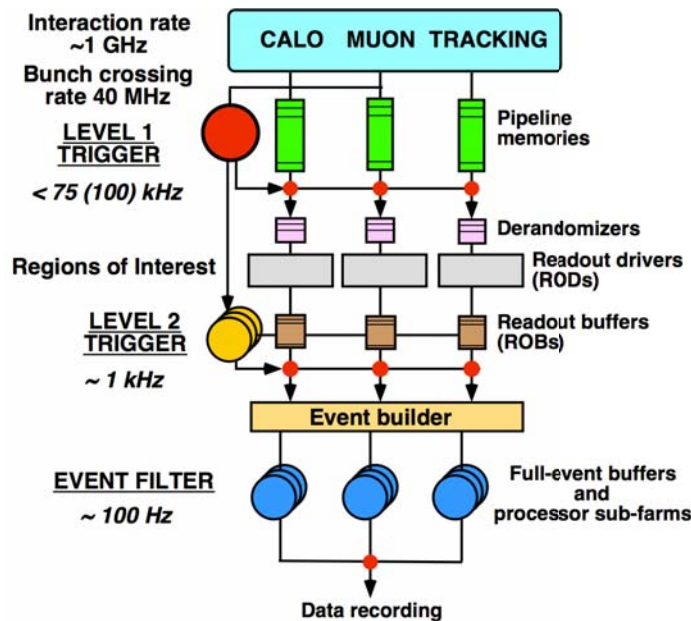 Interaction rate
~1 GHz
CALO MUON TRACKING
Bunch crossing
rate 40 MHz
Pipeline
memories
LEVEL 1
TRIGGER
< 75 (100) kHz
Derandomizers
Regions of Interest
Readout drivers
(RODs)
LEVEL 2
TRIGGER
~ 1 kHz
Readout buffers
(ROBs)
Event builder
EVENT FILTER
~ 100 Hz
Full-event buffers
and
processor sub-farms
Data recording